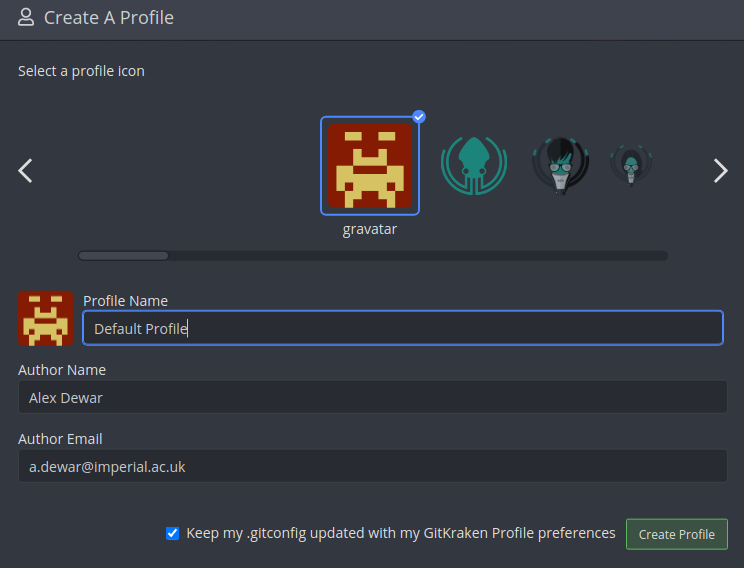 Create A Profile
Select a profile icon
gravatar
Profile Name
Default Profile
Author Name
Alex Dewar
Author Email
a.dewar@imperial.ac.uk
Keep my .gitconfig updated with my GitKraken Profile preferences
Create Profile